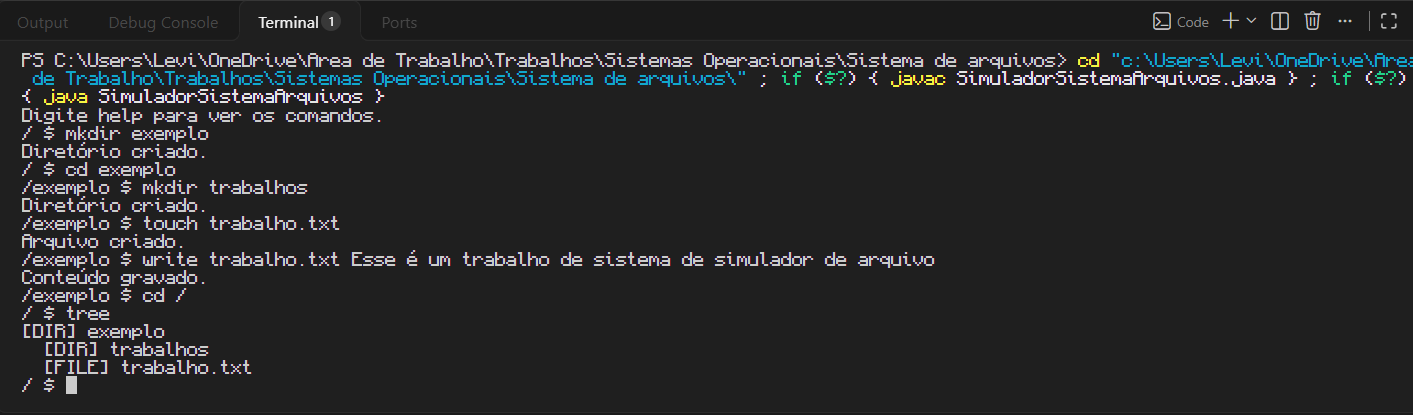 Output Debug Console Terminal 1 Ports Code
PS C:\Users\Levi\OneDrive\Area de Trabalho\Trabalhos\Sistemas Operacionais\Sistema de arquivos> cd "c:\Users\Levi\OneDrive\Area
de Trabalho\Trabalhos\Sistemas Operacionais\Sistema de arquivos\" ; if ($?) { javac SimuladorSistemaArquivos.java } ; if ($?)
{ java SimuladorSistemaArquivos }
Digite help para ver os comandos.
/ $ mkdir exemplo
Diretório criado.
/ $ cd exemplo
/exemplo $ mkdir trabalhos
Diretório criado.
/exemplo $ touch trabalho.txt
Arquivo criado.
/exemplo $ write trabalho.txt Esse é um trabalho de sistema de simulador de arquivo
Conteúdo gravado.
/exemplo $ cd /
/ $ tree
[DIR] exemplo
  [DIR] trabalhos
  [FILE] trabalho.txt
/ $